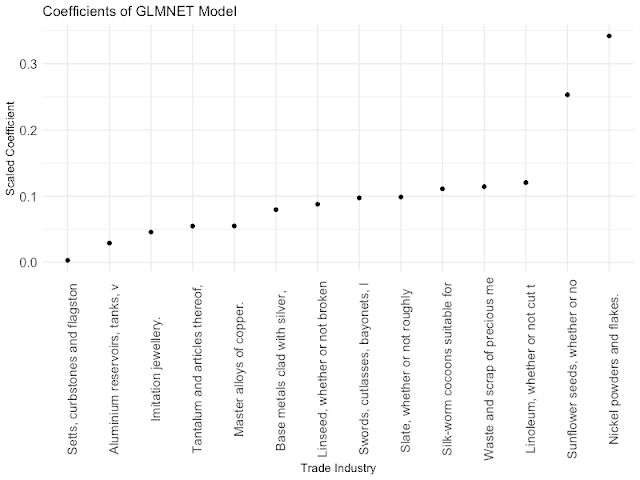 Coefficients of GLMNET Model
Scaled Coefficient
0.3
0.2
0.1
0.0
Setts, curbstones and flagston
Aluminium reservoirs, tanks, v
Imitation jewellery.
Tantalum and articles thereof,
Master alloys of copper.
Base metals clad with silver,
Linseed, whether or not broken
Swords, cutlasses, bayonets, l
Slate, whether or not roughly
Silk-worm cocoons suitable for
Waste and scrap of precious me
Linoleum, whether or not cut t
Sunflower seeds, whether or no
Nickel powders and flakes.
Trade Industry